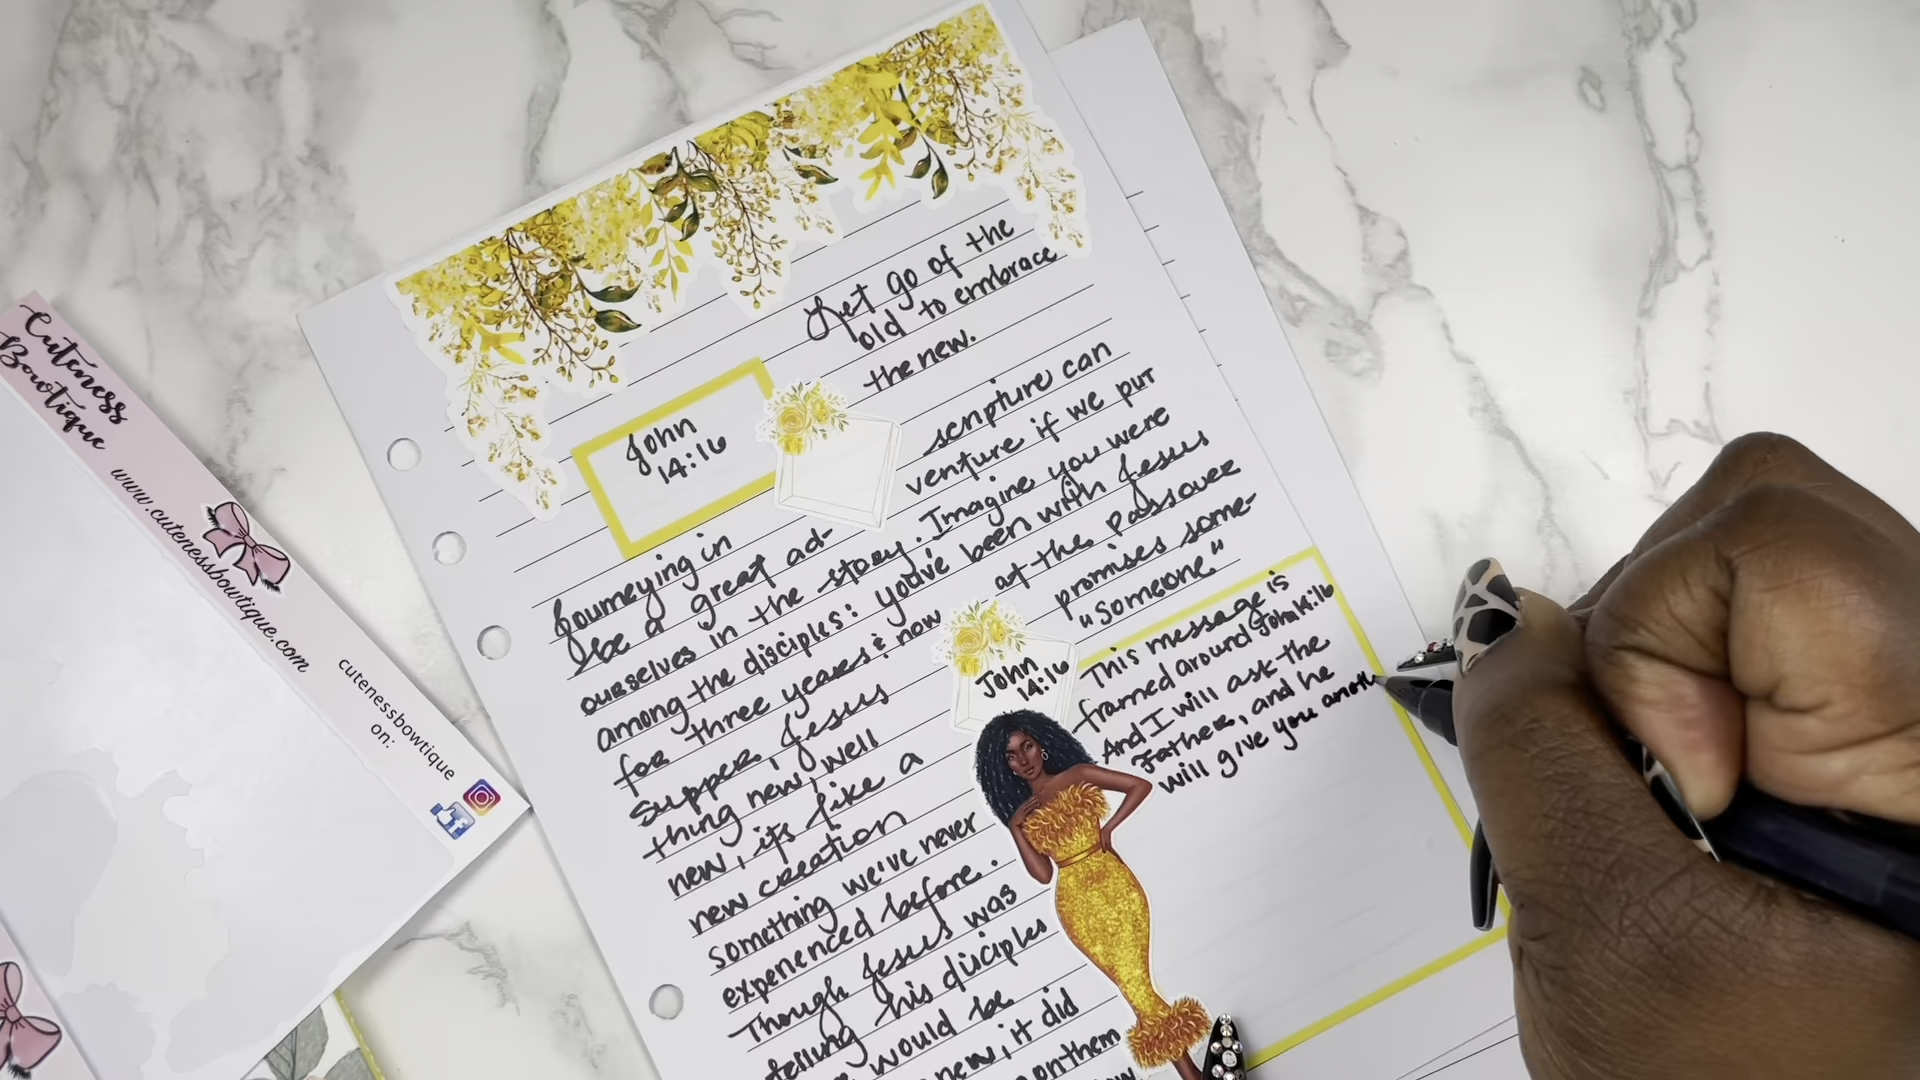 Let go of the
old to embrace
the new.
John
14:16
Journeying in scripture can
be a great ad- venture if we put
ourselves in the story. Imagine you were
among the disciples: you've been with Jesus
for three years & now at the passover
supper, Jesus promises some-
thing new, well "someone."
new, it's like a
new creation
something we've never
experienced before.
Though Jesus was
telling his disciples
would be
new, it did
on them
John
14:16
This message is
framed around John 14:16
And I will ask the
Father, and he
will give you anoth
Cuteness
Bowtique
www.cutenessbowtique.com
cutenessbowtique
on: